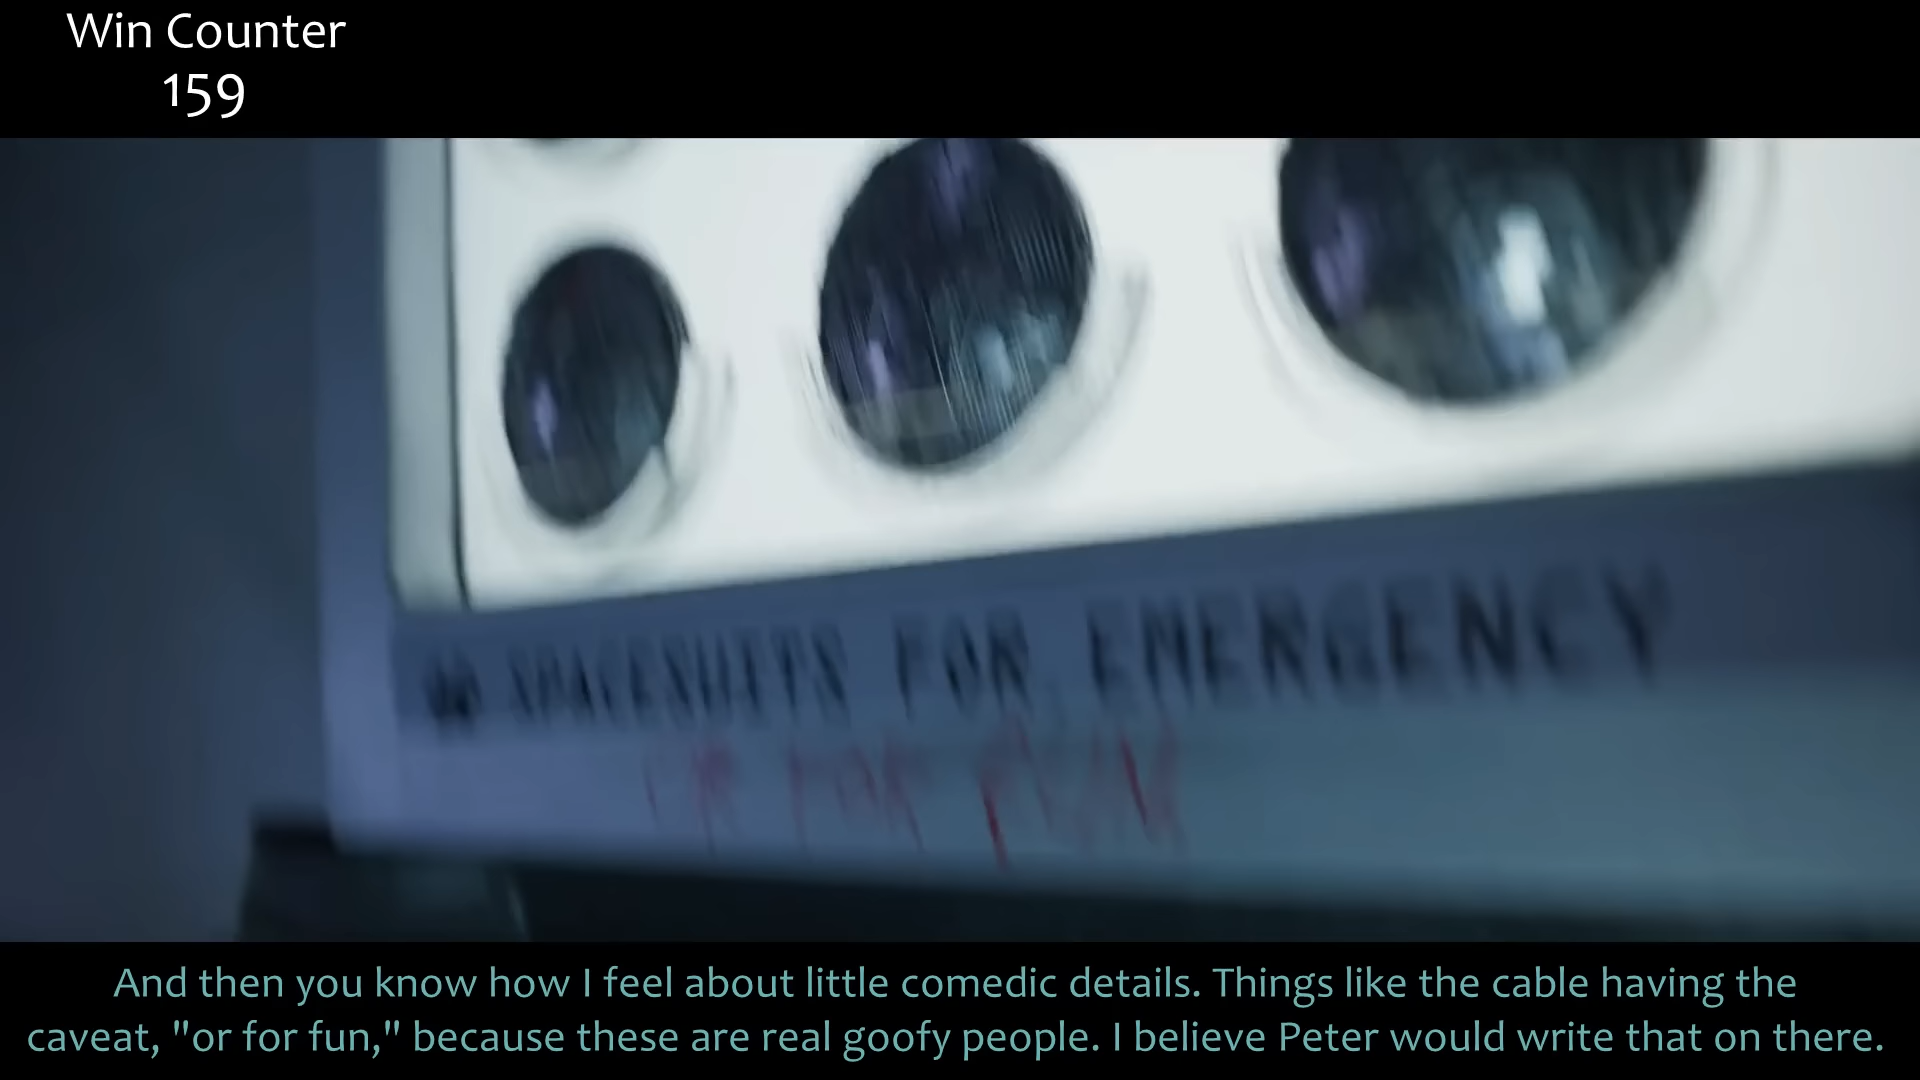 Win Counter
159
SPACESUITS FOR EMERGENCY
OR FOR FUN
And then you know how I feel about little comedic details. Things like the cable having the
caveat, "or for fun," because these are real goofy people. I believe Peter would write that on there.